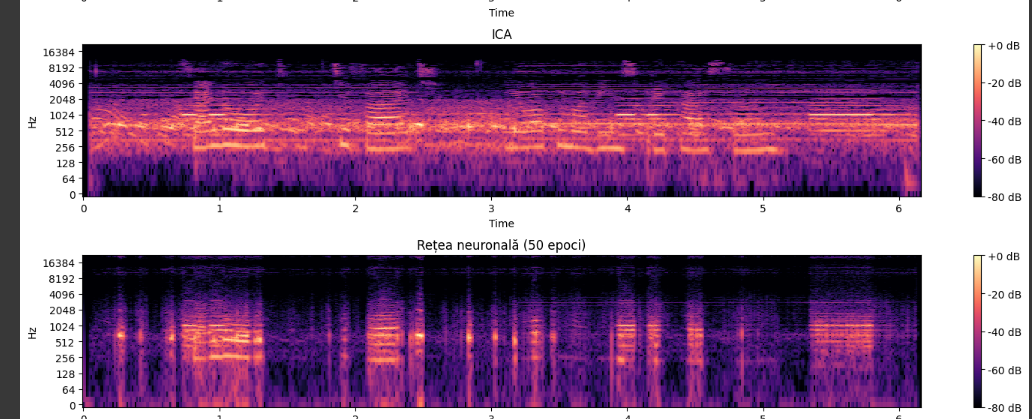 Time
ICA
16384
8192
4096
2048
1024
512
256
128
64
0
Hz
0 1 2 3 4 5 6
Time
+0 dB
-20 dB
-40 dB
-60 dB
-80 dB
Rețea neuronală (50 epoci)
16384
8192
4096
2048
1024
512
256
128
64
0
Hz
+0 dB
-20 dB
-40 dB
-60 dB
-80 dB